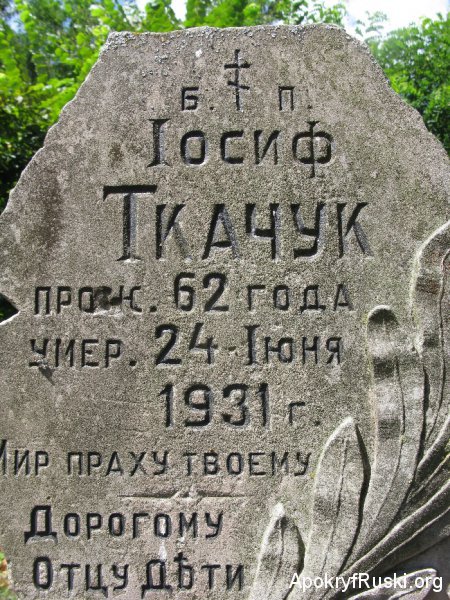 Б. П.
Іосиф
Ткачук
прож. 62 года
умер. 24 Іюня
1931 г.
Мир праху твоему
Дорогому
Отцу Дѣти
ApokryfRuski.org